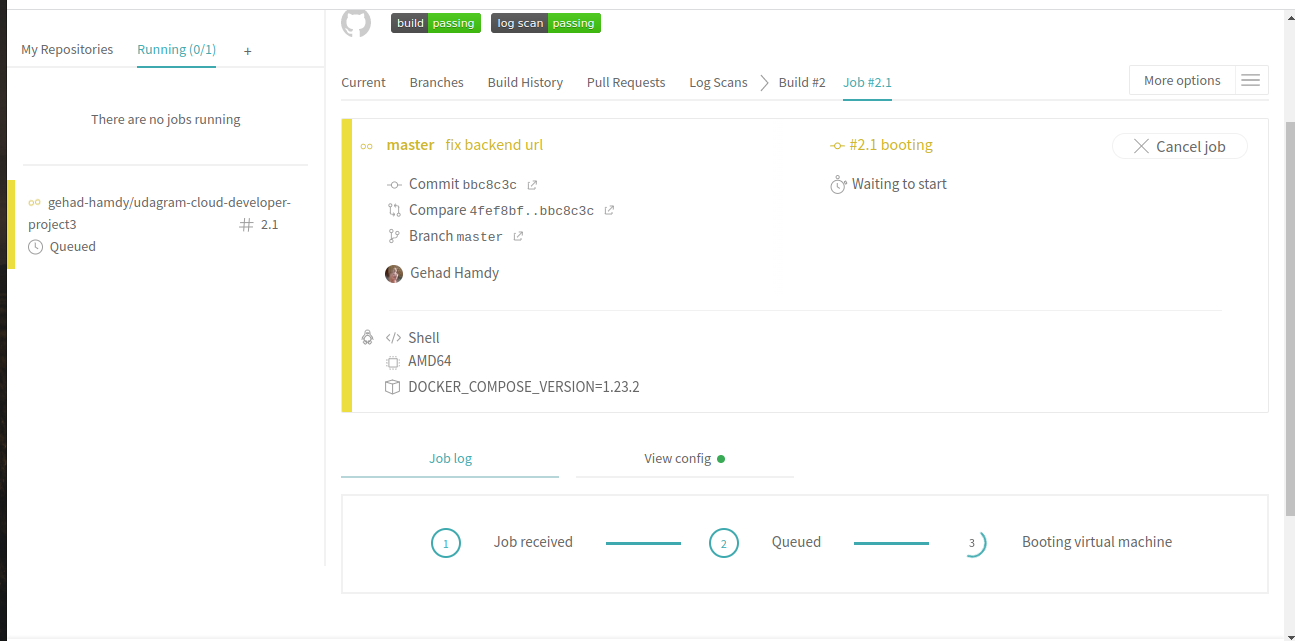 build passing log scan passing
My Repositories Running (0/1) +
Current Branches Build History Pull Requests Log Scans Build #2 Job #2.1 More options
There are no jobs running
gehad-hamdy/udagram-cloud-developer-
project3 # 2.1
Queued
master fix backend url #2.1 booting Cancel job
Commit bbc8c3c Waiting to start
Compare 4fef8bf..bbc8c3c
Branch master
Gehad Hamdy
</> Shell
AMD64
DOCKER_COMPOSE_VERSION=1.23.2
Job log View config
1 Job received 2 Queued 3 Booting virtual machine